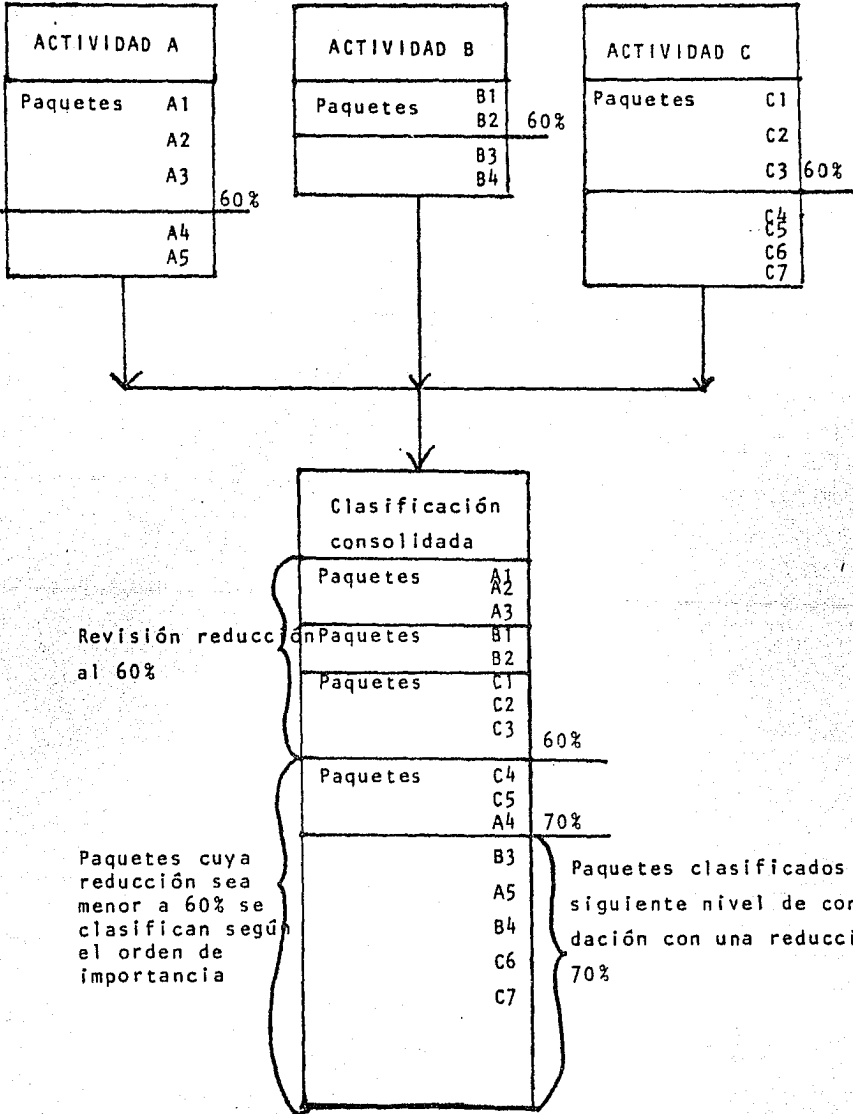 ACTIVIDAD A
Paquetes A1
A2
A3
60%
A4
A5
ACTIVIDAD B
Paquetes B1
B2 60%
B3
B4
ACTIVIDAD C
Paquetes C1
C2
C3 60%
C4
C5
C6
C7
Clasificación
consolidada
Paquetes A1
A2
A3
Paquetes B1
B2
Paquetes C1
C2
C3
60%
Paquetes C4
C5
A4 70%
B3
A5
B4
C6
C7
Revisión reducción
al 60%
Paquetes cuya
reducción sea
menor a 60% se
clasifican según
el orden de
importancia
Paquetes clasificados
siguiente nivel de con
dación con una reducci
70%